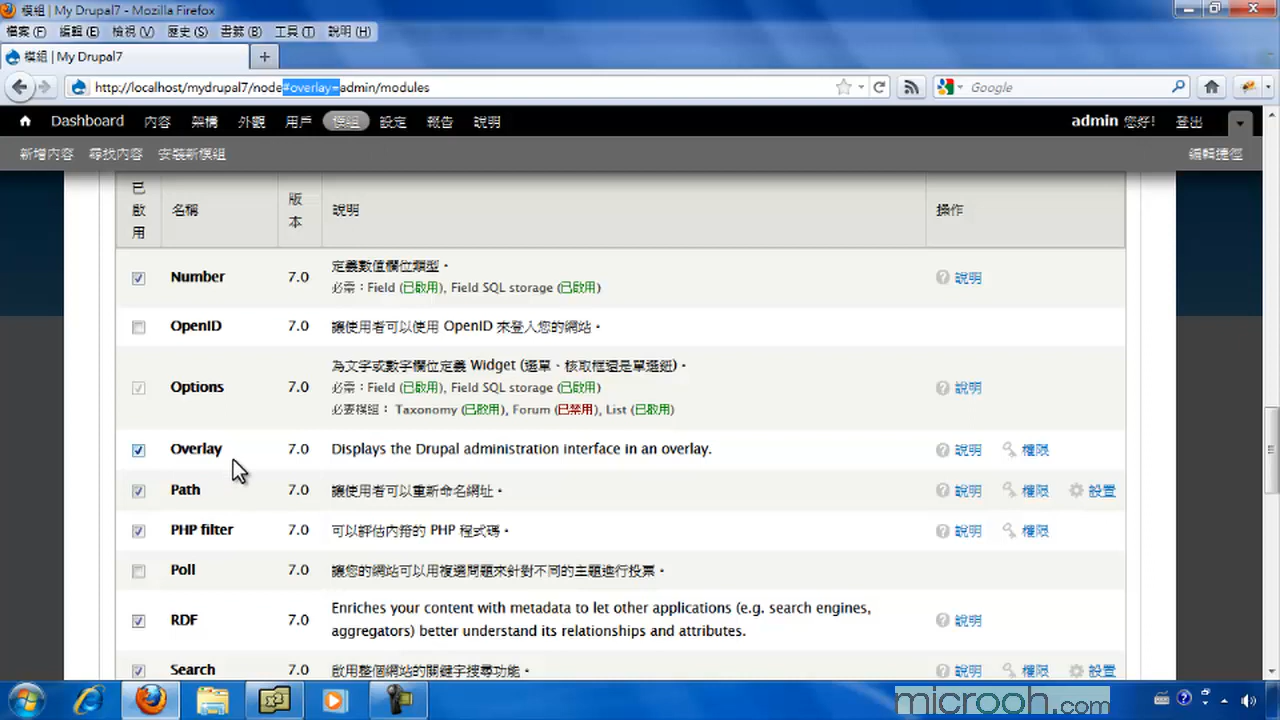 模組 | My Drupal7 - Mozilla Firefox
檔案(F) 編輯(E) 檢視(V) 歷史(S) 書籤(B) 工具(T) 說明(H)
模組 | My Drupal7
http://localhost/mydrupal7/node#overlay=admin/modules
Google
Dashboard 內容 架構 外觀 用戶 模組 設定 報告 說明
admin 您好! 登出
新增內容 尋找內容 安裝新模組
編輯捷徑
已啟用 名稱 版本 說明 操作
Number 7.0 定義數值欄位類型。 說明
必需：Field (已啟用), Field SQL storage (已啟用)
OpenID 7.0 讓使用者可以使用 OpenID 來登入您的網站。
為文字或數字欄位定義 Widget (選單、核取框還是單選鈕)。
Options 7.0 必需：Field (已啟用), Field SQL storage (已啟用) 說明
必要模組： Taxonomy (已啟用), Forum (已禁用), List (已啟用)
Overlay 7.0 Displays the Drupal administration interface in an overlay. 說明 權限
Path 7.0 讓使用者可以重新命名網址。 說明 權限 設置
PHP filter 7.0 可以評估內容的 PHP 程式碼。 說明 權限
Poll 7.0 讓您的網站可以用複選問題來針對不同的主題進行投票。
Enriches your content with metadata to let other applications (e.g. search engines,
RDF 7.0 aggregators) better understand its relationships and attributes. 說明
Search 7.0 啟用整個網站的關鍵字搜尋功能。 說明 權限 設置
microoh.com